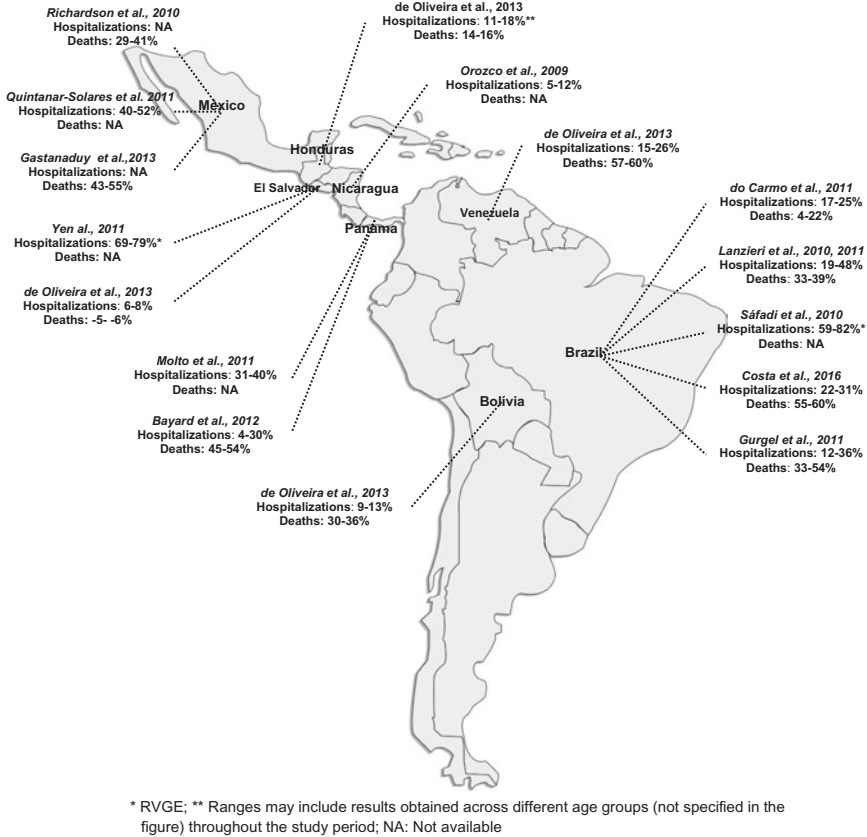 Richardson et al., 2010
Hospitalizations: NA
Deaths: 29-41%
Quintanar-Solares et al. 2011
Hospitalizations: 40-52%
Deaths: NA
Gastanaduy et al.,2013
Hospitalizations: NA
Deaths: 43-55%
Yen al., 2011
Hospitalizations: 69-79%*
Deaths: NA
de Oliveira et al., 2013
Hospitalizations: 6-8%
Deaths: -5- -6%
Molto et al., 2011
Hospitalizations: 31-40%
Deaths: NA
Bayard et al., 2012
Hospitalizations: 4-30%
Deaths: 45-54%
de Oliveira et al., 2013
Hospitalizations: 9-13%
Deaths: 30-36%
de Oliveira et al., 2013
Hospitalizations: 11-18%**
Deaths: 14-16%
Orozco et al., 2009
Hospitalizations: 5-12%
Deaths: NA
de Oliveira et al., 2013
Hospitalizations: 15-26%
Deaths: 57-60%
do Carmo et al., 2011
Hospitalizations: 17-25%
Deaths: 4-22%
Lanzieri et al., 2010, 2011
Hospitalizations: 19-48%
Deaths: 33-39%
Sáfadi et al., 2010
Hospitalizations: 59-82%*
Deaths: NA
Costa et al., 2016
Hospitalizations: 22-31%
Deaths: 55-60%
Gurgel et al., 2011
Hospitalizations: 12-36%
Deaths: 33-54%
México
Honduras
El Salvador
Nicaragua
Panama
Venezuela
Brazil
Bolivia
* RVGE; ** Ranges may include results obtained across different age groups (not specified in the
figure) throughout the study period; NA: Not available